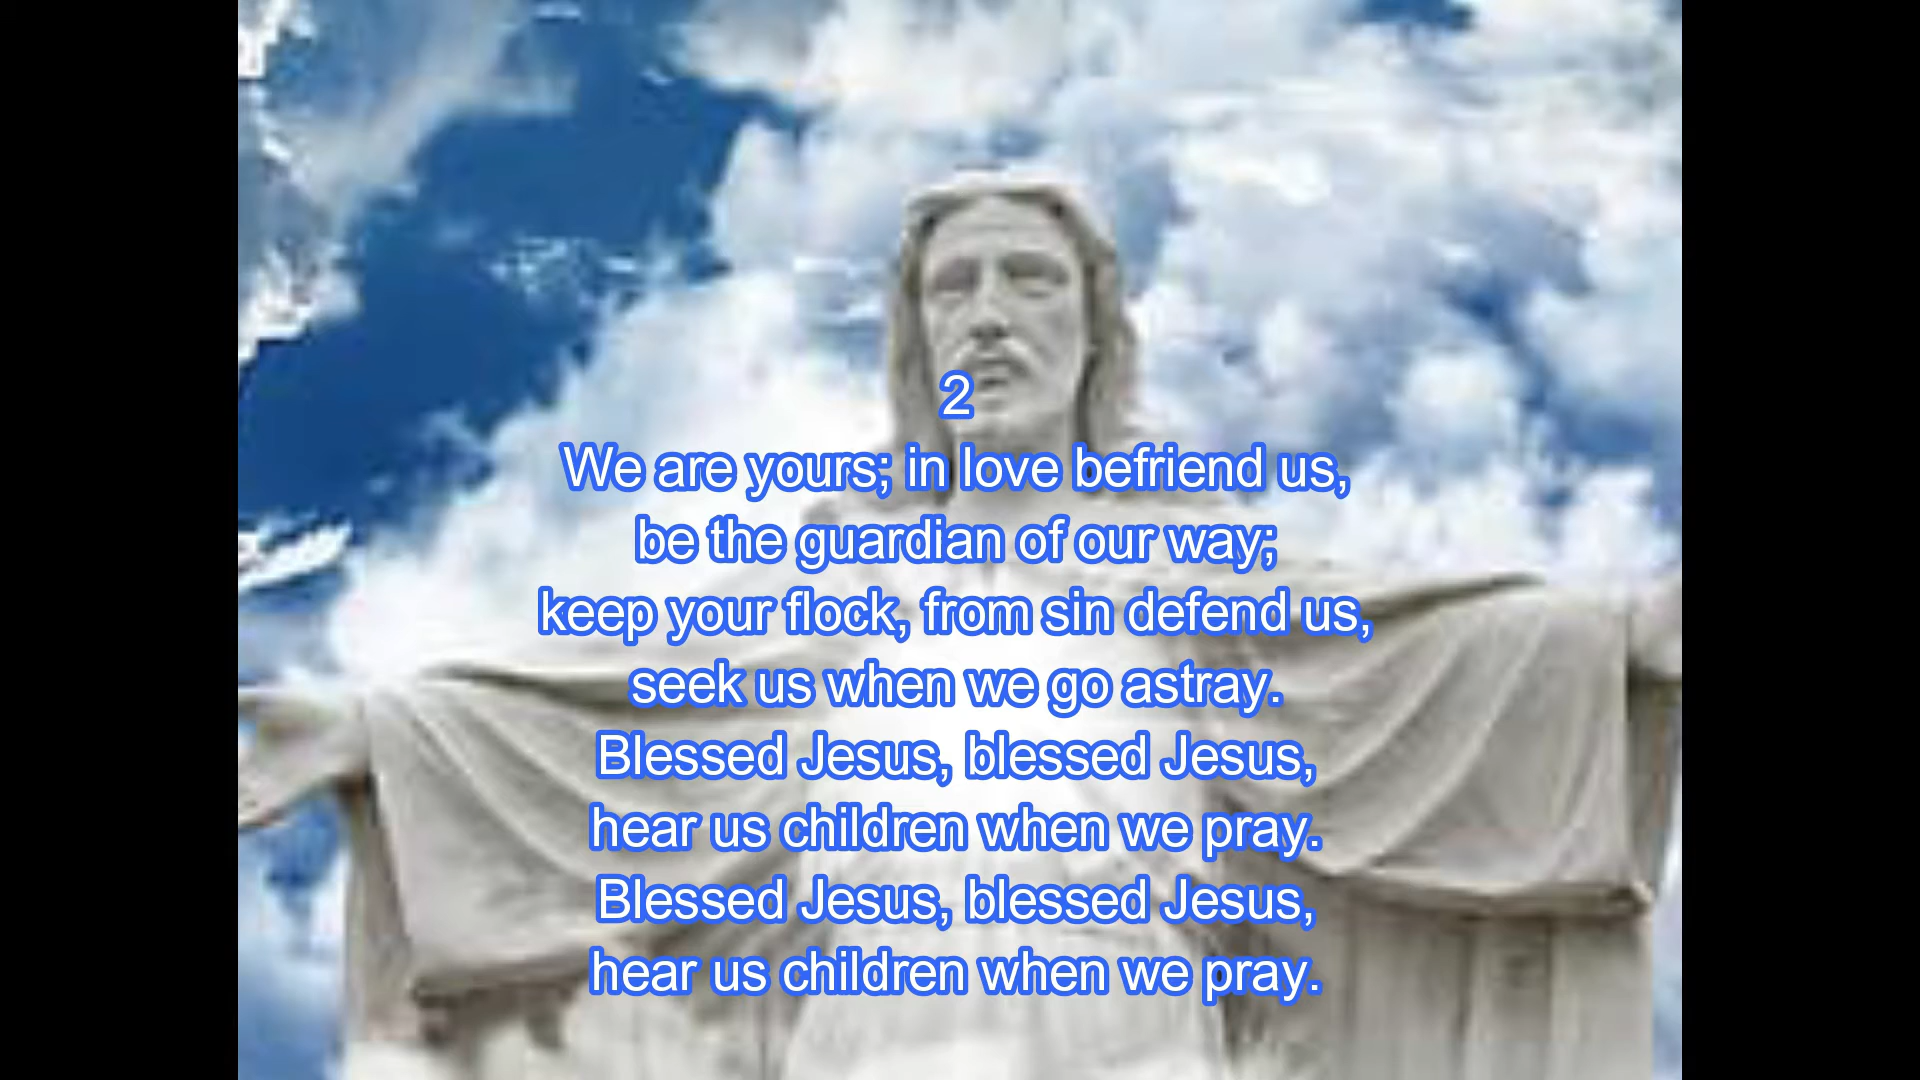 2
We are yours; in love befriend us,
be the guardian of our way;
keep your flock, from sin defend us,
seek us when we go astray.
Blessed Jesus, blessed Jesus,
hear us children when we pray.
Blessed Jesus, blessed Jesus,
hear us children when we pray.